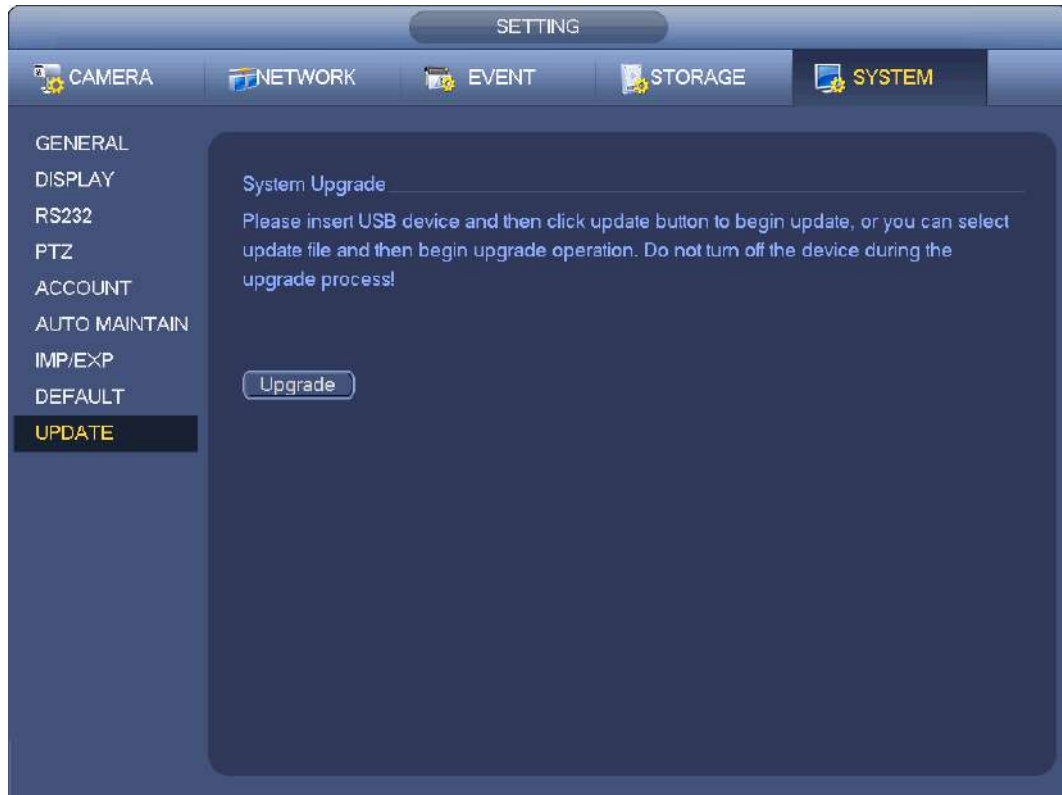 SETTING
CAMERA NETWORK EVENT STORAGE SYSTEM
GENERAL
DISPLAY
RS232
PTZ
ACCOUNT
AUTO MAINTAIN
IMP/EXP
DEFAULT
UPDATE
System Upgrade
Please insert USB device and then click update button to begin update, or you can select
update file and then begin upgrade operation. Do not turn off the device during the
upgrade process!
Upgrade